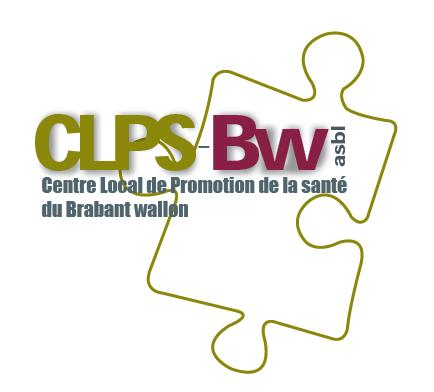 CLPS-Bw asbl
Centre Local de Promotion de la santé
du Brabant wallon